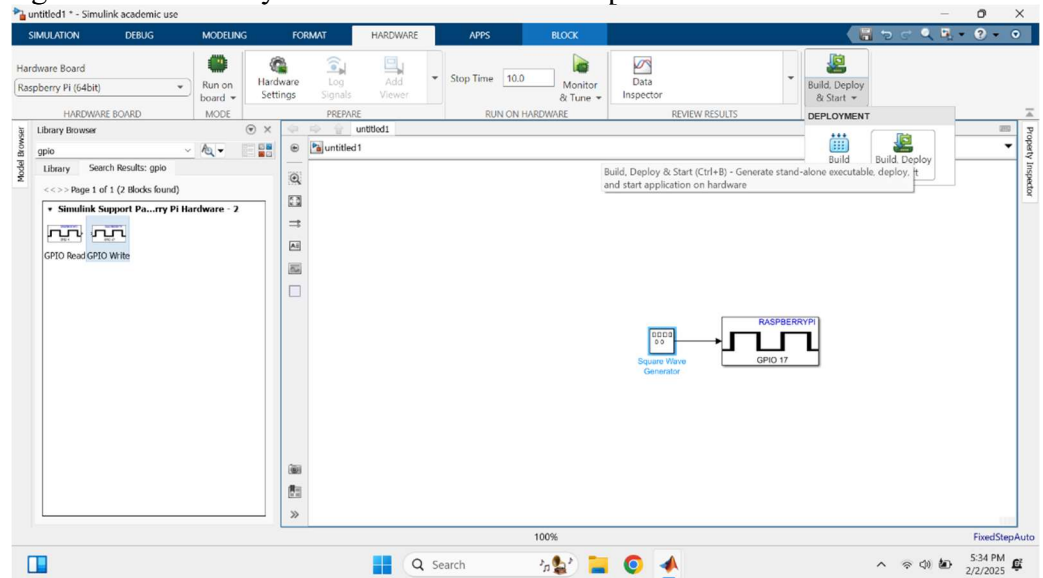 untitled1 * - Simulink academic use
SIMULATION DEBUG MODELING FORMAT HARDWARE APPS BLOCK
Hardware Board
Raspberry Pi (64bit)
HARDWARE BOARD
Run on
board
MODE
Hardware
Settings
Log
Signals
Add
Viewer
PREPARE
Stop Time 10.0
Monitor
& Tune
RUN ON HARDWARE
Data
Inspector
REVIEW RESULTS
Build, Deploy
& Start
DEPLOYMENT
Build
Build, Deploy
Build, Deploy & Start (Ctrl+B) - Generate stand-alone executable, deploy,
and start application on hardware
Model Browser
Library Browser
gpio
Library Search Results: gpio
<< >> Page 1 of 1 (2 Blocks found)
Simulink Support Pa...rry Pi Hardware - 2
GPIO Read GPIO Write
untitled1
untitled1
Property Inspector
RASPBERRYPI
GPIO 17
Square Wave
Generator
100%
FixedStepAuto
Search
5:34 PM
2/2/2025